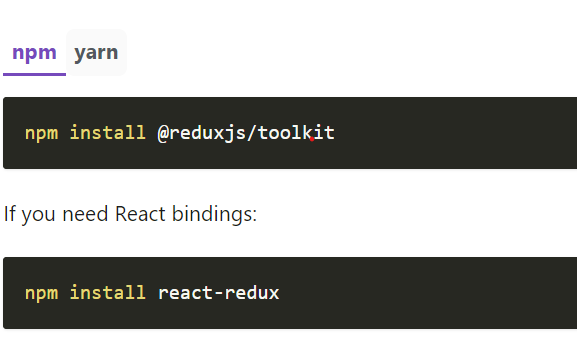 npm yarn
npm install @reduxjs/toolkit
If you need React bindings:
npm install react-redux